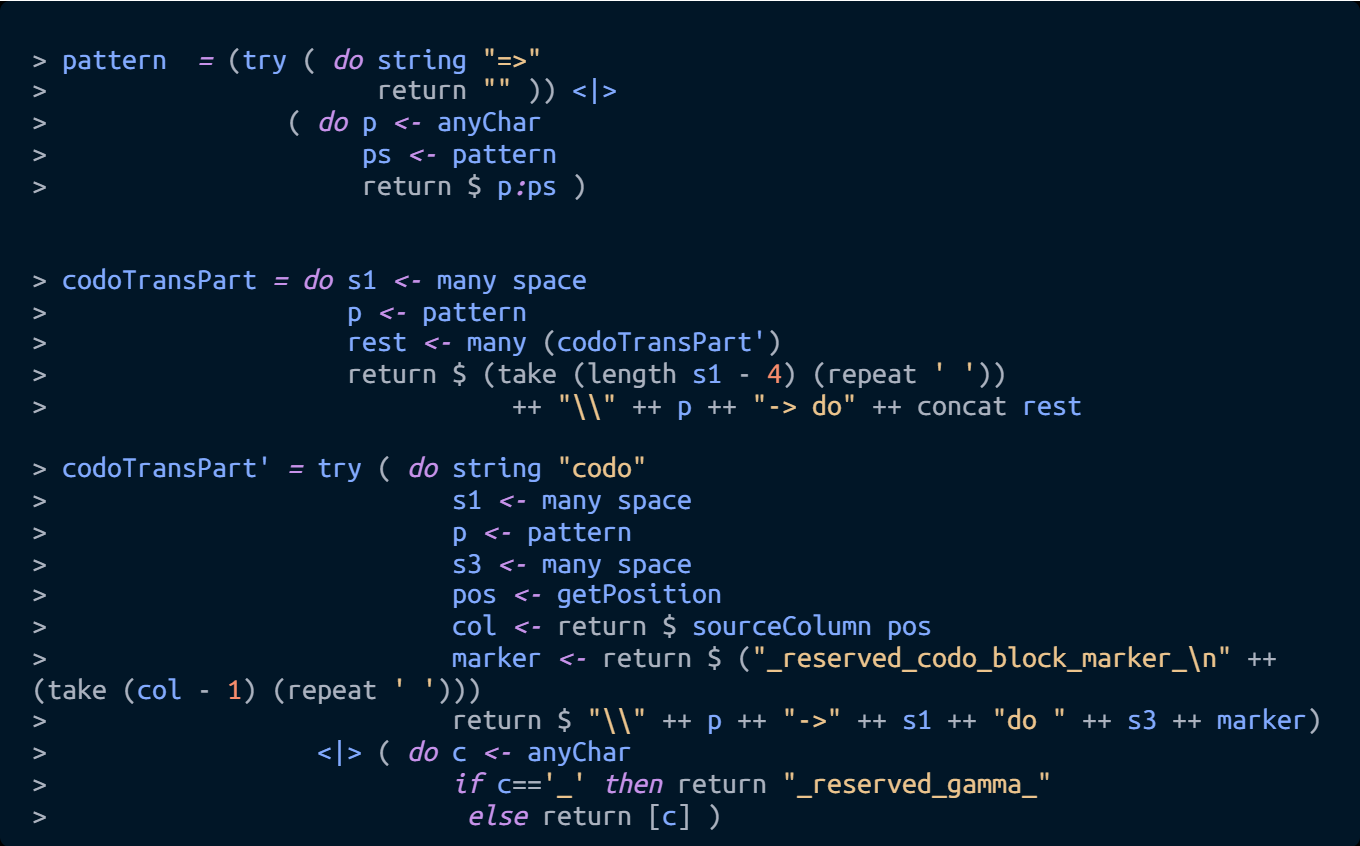 > pattern  = (try ( do string "=>"
>                      return "" )) <|>
>                ( do p <- anyChar
>                     ps <- pattern
>                     return $ p:ps )
> codoTransPart = do s1 <- many space
>                    p <- pattern
>                    rest <- many (codoTransPart')
>                    return $ (take (length s1 - 4) (repeat ' '))
>                               ++ "\\" ++ p ++ "-> do" ++ concat rest
> codoTransPart' = try ( do string "codo"
>                           s1 <- many space
>                           p <- pattern
>                           s3 <- many space
>                           pos <- getPosition
>                           col <- return $ sourceColumn pos
>                           marker <- return $ ("_reserved_codo_block_marker_\n" ++
(take (col - 1) (repeat ' ')))
>                           return $ "\\" ++ p ++ "->" ++ s1 ++ "do " ++ s3 ++ marker)
>                  <|> ( do c <- anyChar
>                           if c=='_' then return "_reserved_gamma_"
>                            else return [c] )